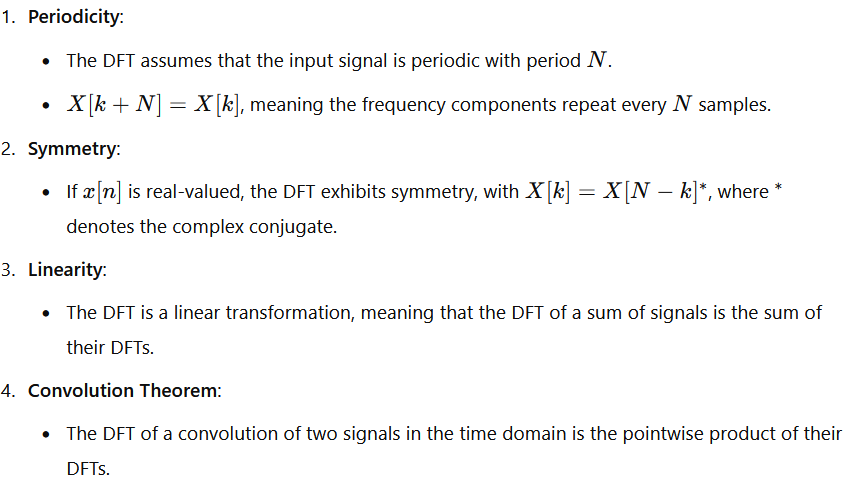 1. Periodicity:
• The DFT assumes that the input signal is periodic with period N.
• X[k + N] = X[k], meaning the frequency components repeat every N samples.
2. Symmetry:
• If x[n] is real-valued, the DFT exhibits symmetry, with X[k] = X[N − k]*, where *
denotes the complex conjugate.
3. Linearity:
• The DFT is a linear transformation, meaning that the DFT of a sum of signals is the sum of
their DFTs.
4. Convolution Theorem:
• The DFT of a convolution of two signals in the time domain is the pointwise product of their
DFTs.